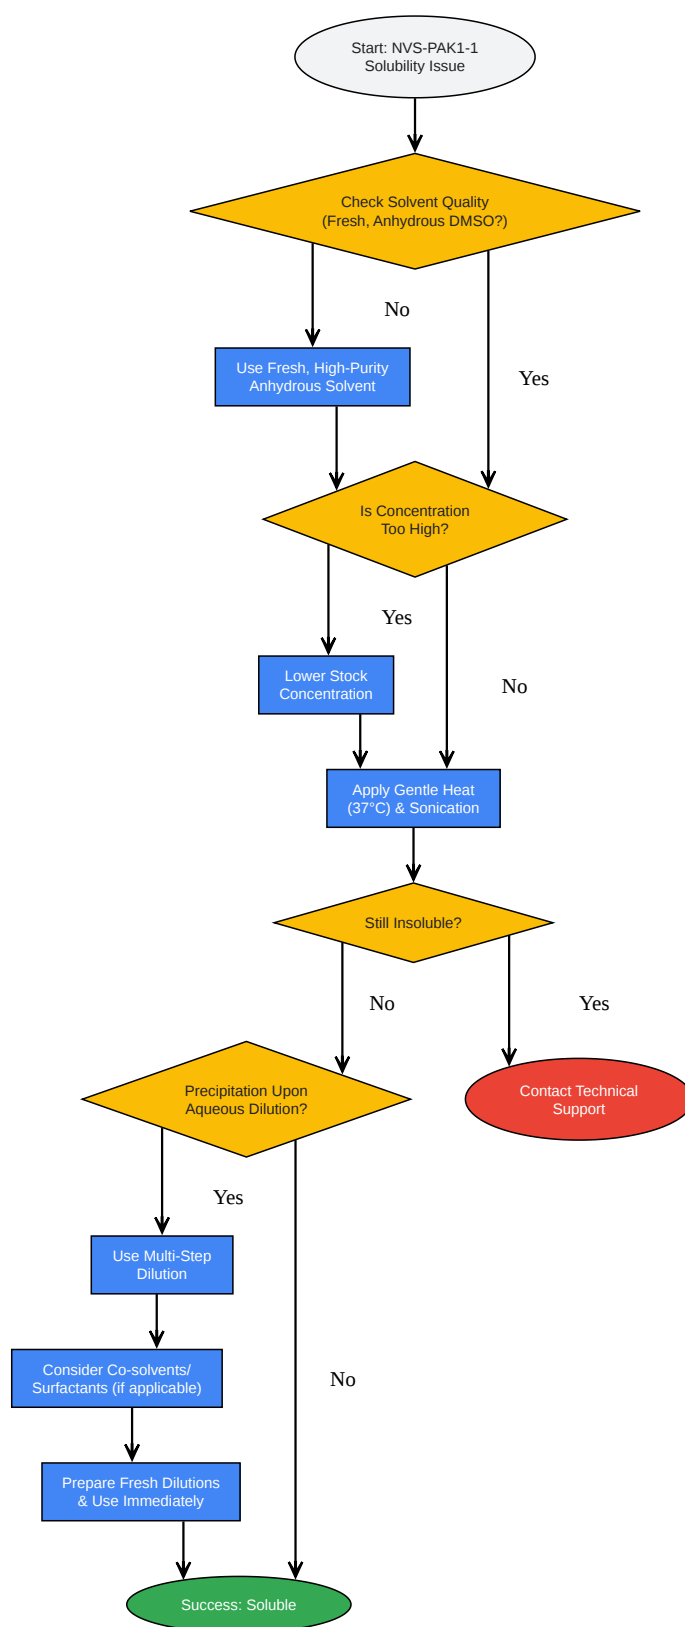 Start: NVS-PAK1-1
Solubility Issue
Check Solvent Quality
(Fresh, Anhydrous DMSO?)
No
Use Fresh, High-Purity
Anhydrous Solvent
Yes
Is Concentration
Too High?
Yes
Lower Stock
Concentration
No
Apply Gentle Heat
(37°C) & Sonication
Still Insoluble?
No
Yes
Precipitation Upon
Aqueous Dilution?
Contact Technical
Support
Yes
Use Multi-Step
Dilution
Consider Co-solvents/
Surfactants (if applicable)
No
Prepare Fresh Dilutions
& Use Immediately
Success: Soluble